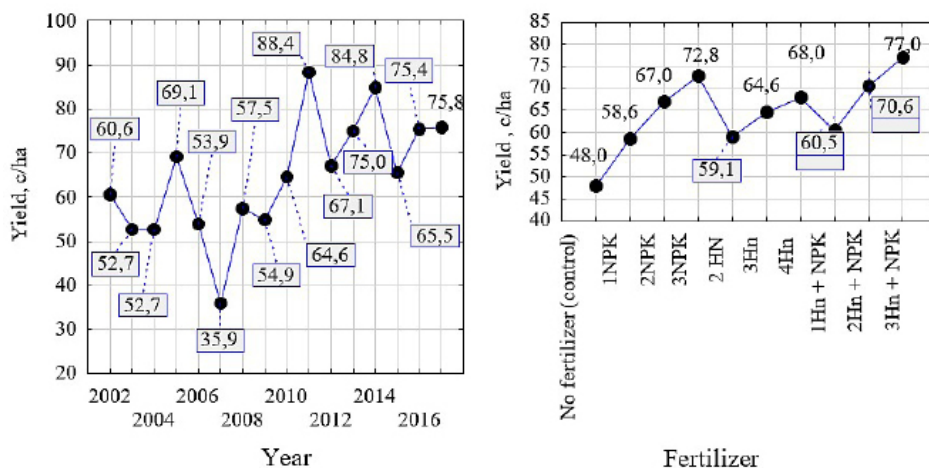 100
90
80
70
60
50
40
30
20
Yield, c/ha
60,6
52,7
52,7
69,1
53,9
35,9
57,5
54,9
64,6
88,4
67,1
75,0
84,8
65,5
75,4
75,8
2002 2006 2010 2014
2004 2008 2012 2016
Year
85
80
75
70
65
60
55
50
45
40
Yield, c/ha
48,0
58,6
67,0
72,8
59,1
64,6
68,0
60,5
70,6
77,0
No fertilizer (control)
1NPK
2NPK
3NPK
2 HN
3Hn
4Hn
1Hn + NPK
2Hn + NPK
3Hn + NPK
Fertilizer